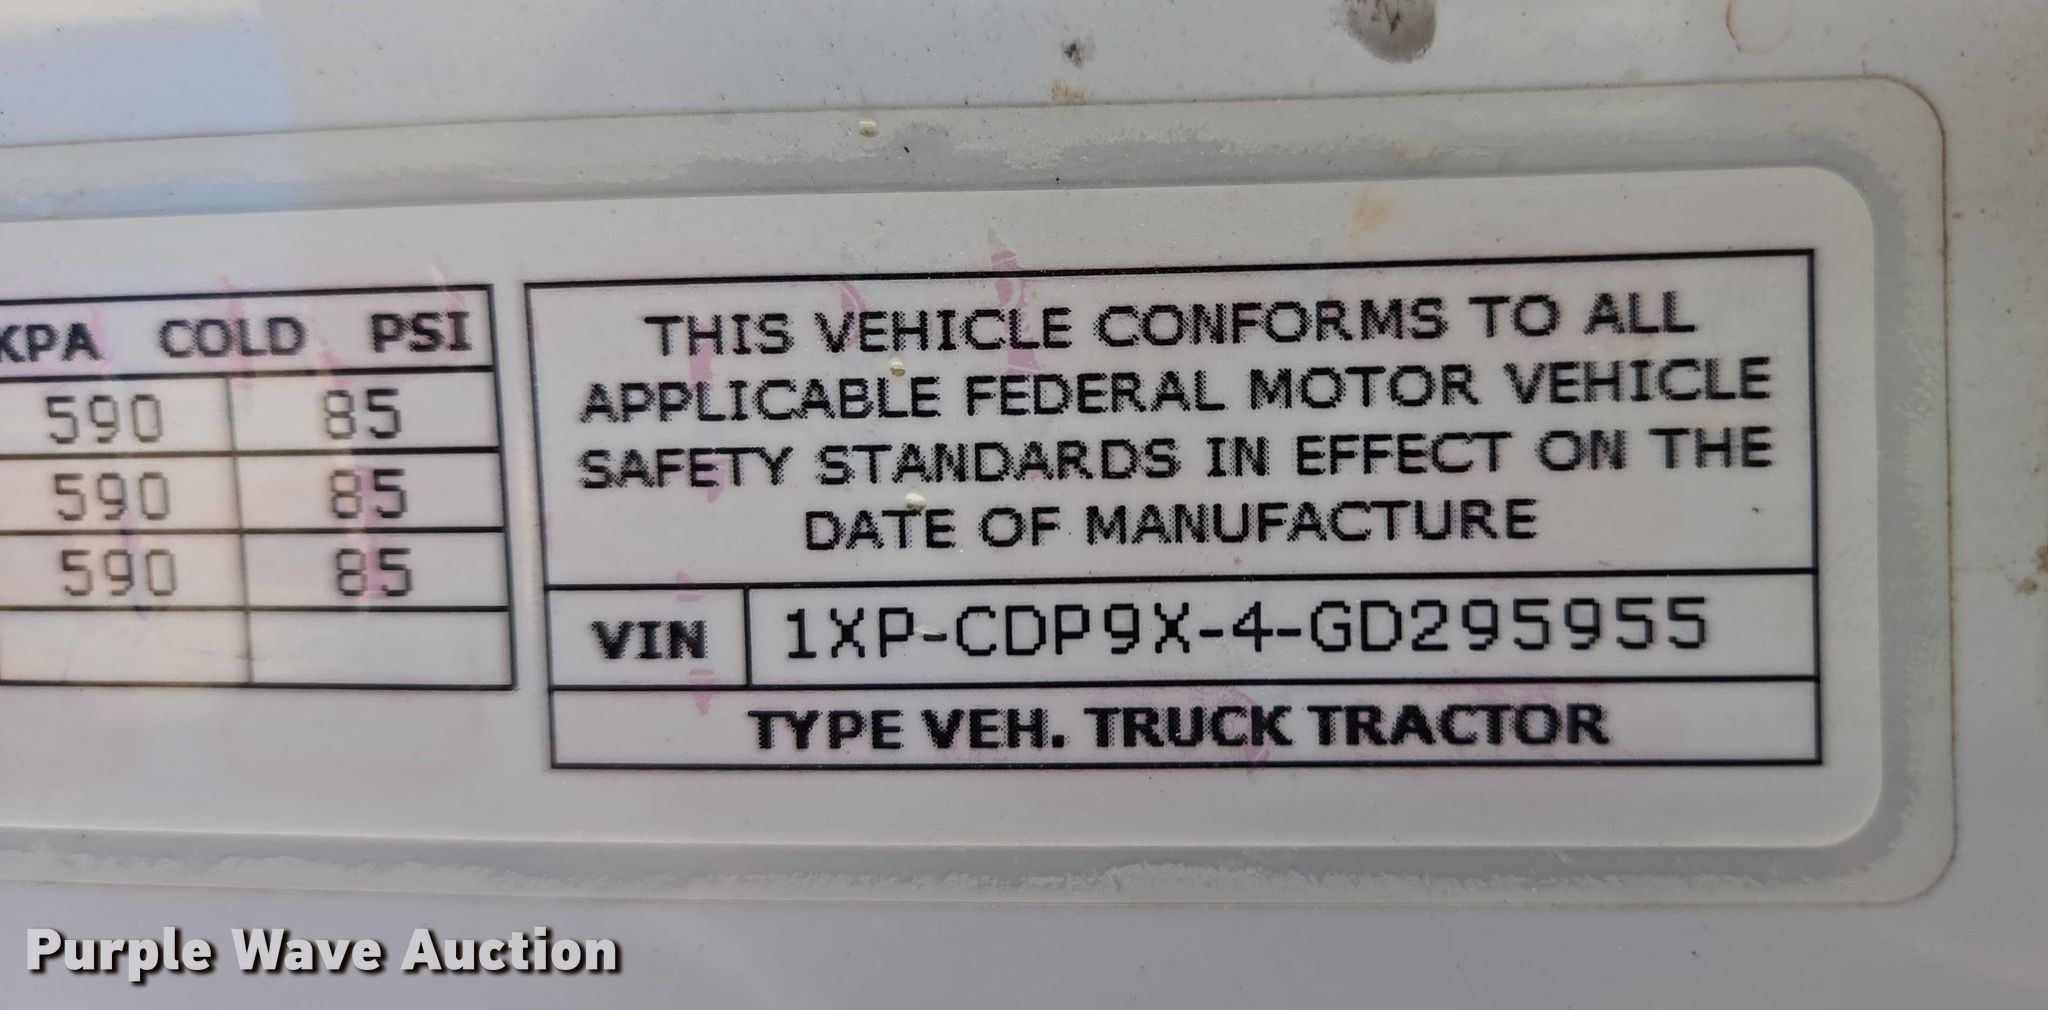 KPA COLD PSI
590 85
590 85
590 85
THIS VEHICLE CONFORMS TO ALL
APPLICABLE FEDERAL MOTOR VEHICLE
SAFETY STANDARDS IN EFFECT ON THE
DATE OF MANUFACTURE
VIN 1XP-CDP9X-4-GD295955
TYPE VEH. TRUCK TRACTOR
Purple Wave Auction